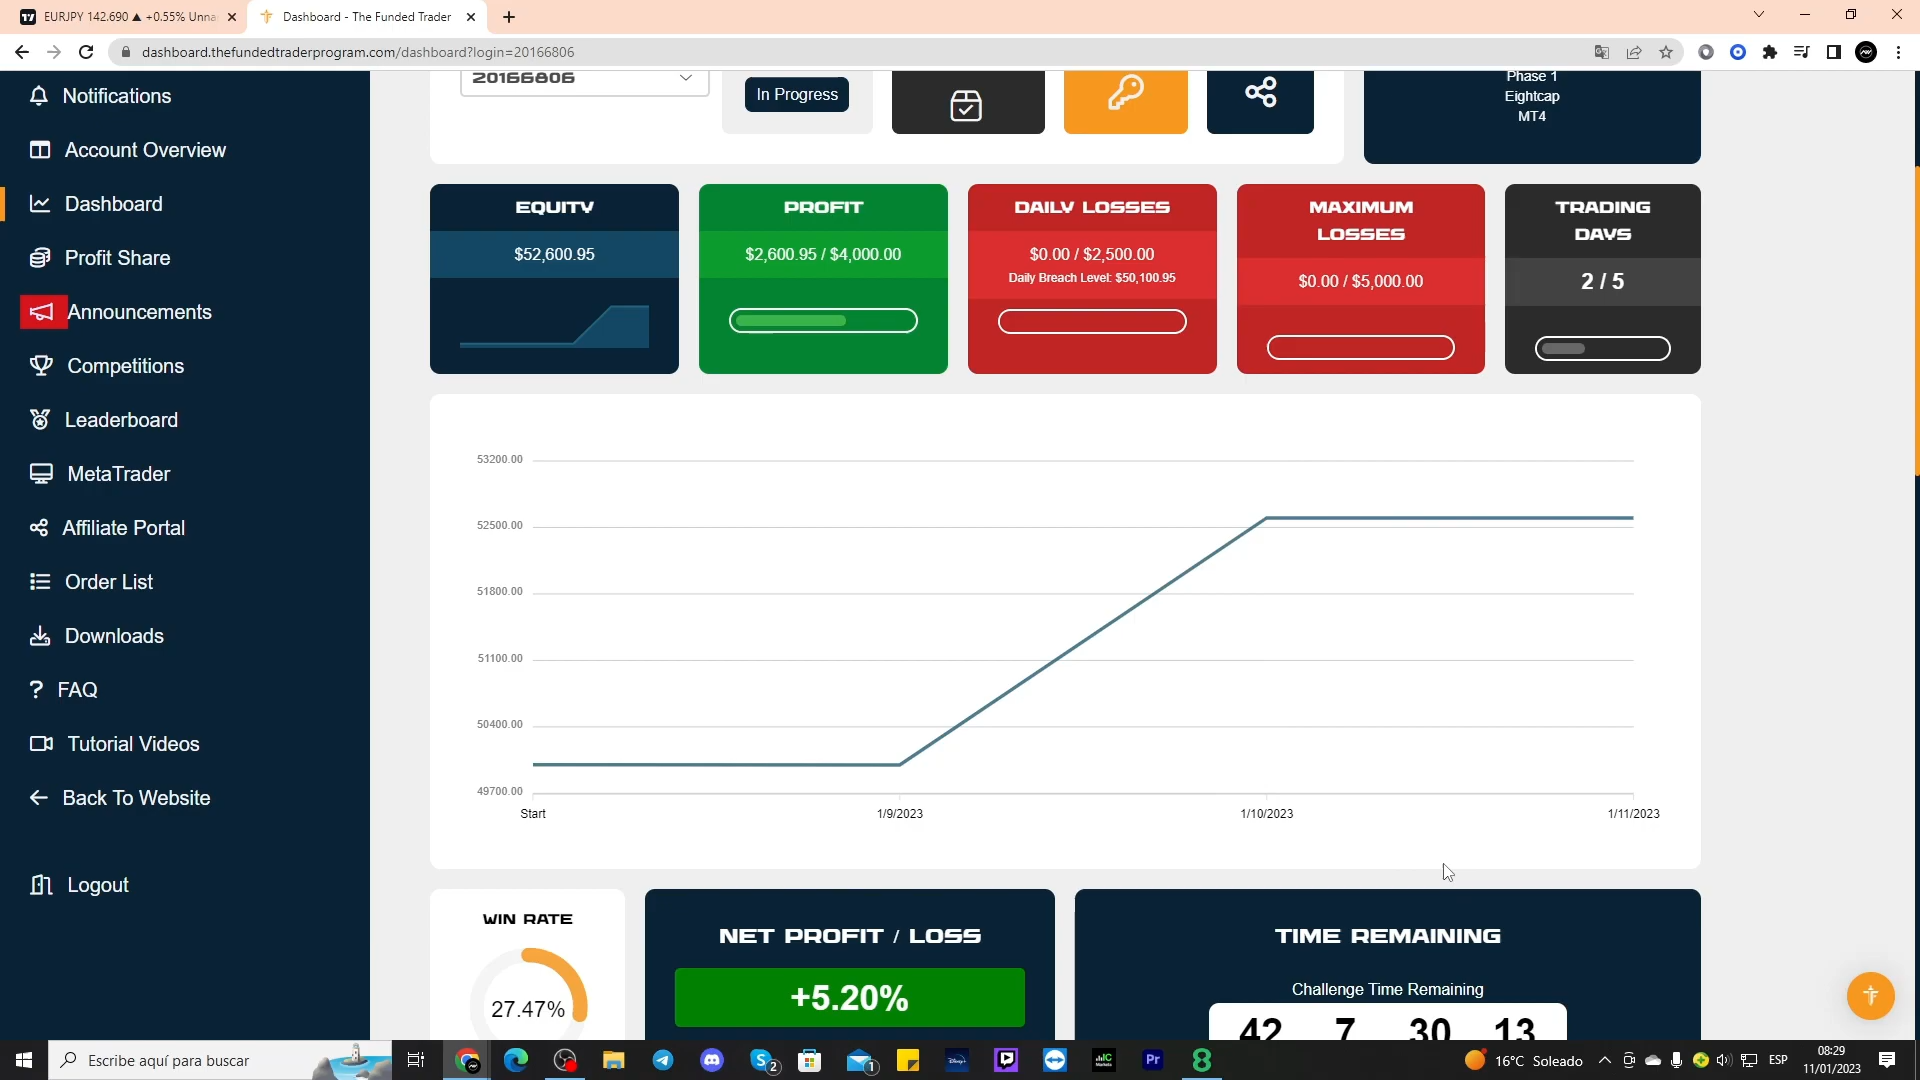 EURJPY 142.690 ▲ +0.55% Unna
Dashboard - The Funded Trader
dashboard.thefundedtraderprogram.com/dashboard?login=20166806
Notifications
Account Overview
Dashboard
Profit Share
Announcements
Competitions
Leaderboard
MetaTrader
Affiliate Portal
Order List
Downloads
? FAQ
Tutorial Videos
Back To Website
Logout
20166806
In Progress
Phase 1
Eightcap
MT4
EQUITY
$52,600.95
PROFIT
$2,600.95 / $4,000.00
DAILY LOSSES
$0.00 / $2,500.00
Daily Breach Level: $50,100.95
MAXIMUM
LOSSES
$0.00 / $5,000.00
TRADING
DAYS
2 / 5
53200.00
52500.00
51800.00
51100.00
50400.00
49700.00
Start
1/9/2023
1/10/2023
1/11/2023
WIN RATE
27.47%
NET PROFIT / LOSS
+5.20%
TIME REMAINING
Challenge Time Remaining
42 7 30 13
Escribe aquí para buscar
2
1
Disney+
IC
Markets
Pr
16°C Soleado
ESP
08:29
11/01/2023